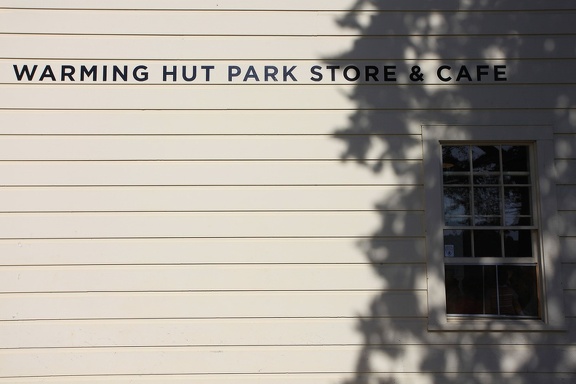 WARMING HUT PARK STORE & CAFE